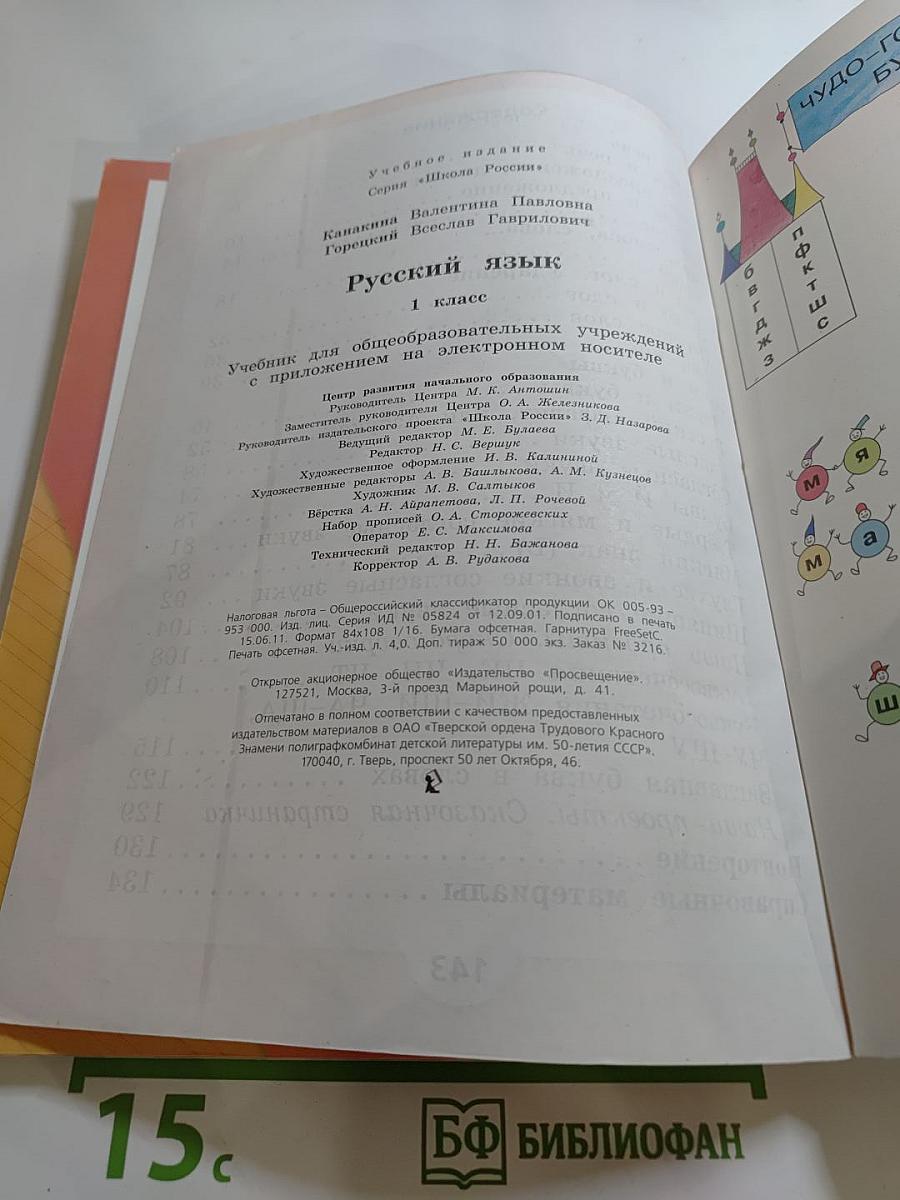 Учебное издание
Серия «Школа России»
Канакина Валентина Павловна
Горецкий Всеслав Гаврилович
Русский язык
1 класс
Учебник для общеобразовательных учреждений
с приложением на электронном носителе
Центр развития начального образования
Руководитель Центра М. К. Антошин
Заместитель руководителя Центра О. А. Железникова
Руководитель издательского проекта «Школа России» З. Д. Назарова
Ведущий редактор М. Е. Булаева
Редактор Н. С. Вершук
Художественное оформление И. В. Калининой
Художественные редакторы А. В. Башлыкова, А. М. Кузнецов
Художник М. В. Салтыков
Вёрстка А. Н. Айрапетова, Л. П. Рочевой
Набор прописей О. А. Сторожевских
Оператор Е. С. Максимова
Технический редактор Н. Н. Бажанова
Корректор А. В. Рудакова
Налоговая льгота – Общероссийский классификатор продукции ОК 005-93 –
953 000. Изд. лиц. Серия ИД № 05824 от 12.09.01. Подписано в печать
15.06.11. Формат 84х108 1/16. Бумага офсетная. Гарнитура FreeSetC.
Печать офсетная. Уч.-изд. л. 4,0. Доп. тираж 50 000 экз. Заказ № 3216.
Открытое акционерное общество «Издательство «Просвещение».
127521, Москва, 3-й проезд Марьиной рощи, д. 41.
Отпечатано в полном соответствии с качеством предоставленных
издательством материалов в ОАО «Тверской ордена Трудового Красного
Знамени полиграфкомбинат детской литературы им. 50-летия СССР».
170040, г. Тверь, проспект 50 лет Октября, 46.
ЧУДО-ГО
БУ
б п
в ф
г к
д т
ж ш
з с
м я
м а
ш
15 с
БФ БИБЛИОФАН